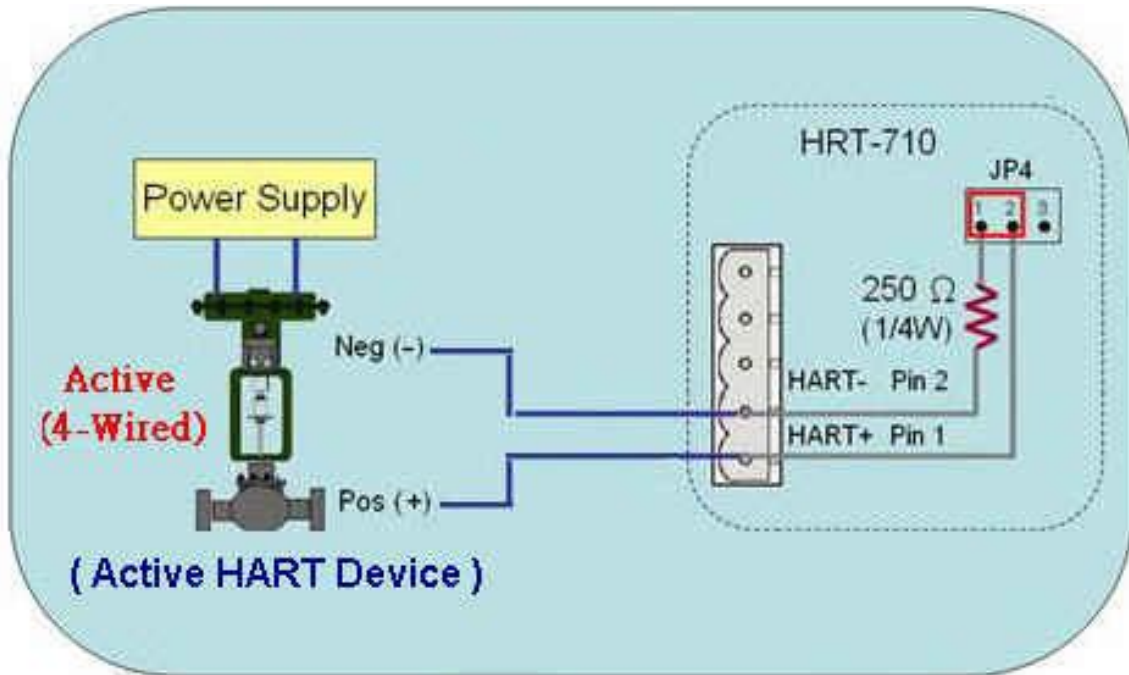 HRT-710
JP4
1 2 3
Power Supply
250 Ω
(1/4W)
Neg (-)
Active
(4-Wired)
HART- Pin 2
HART+ Pin 1
Pos (+)
( Active HART Device )